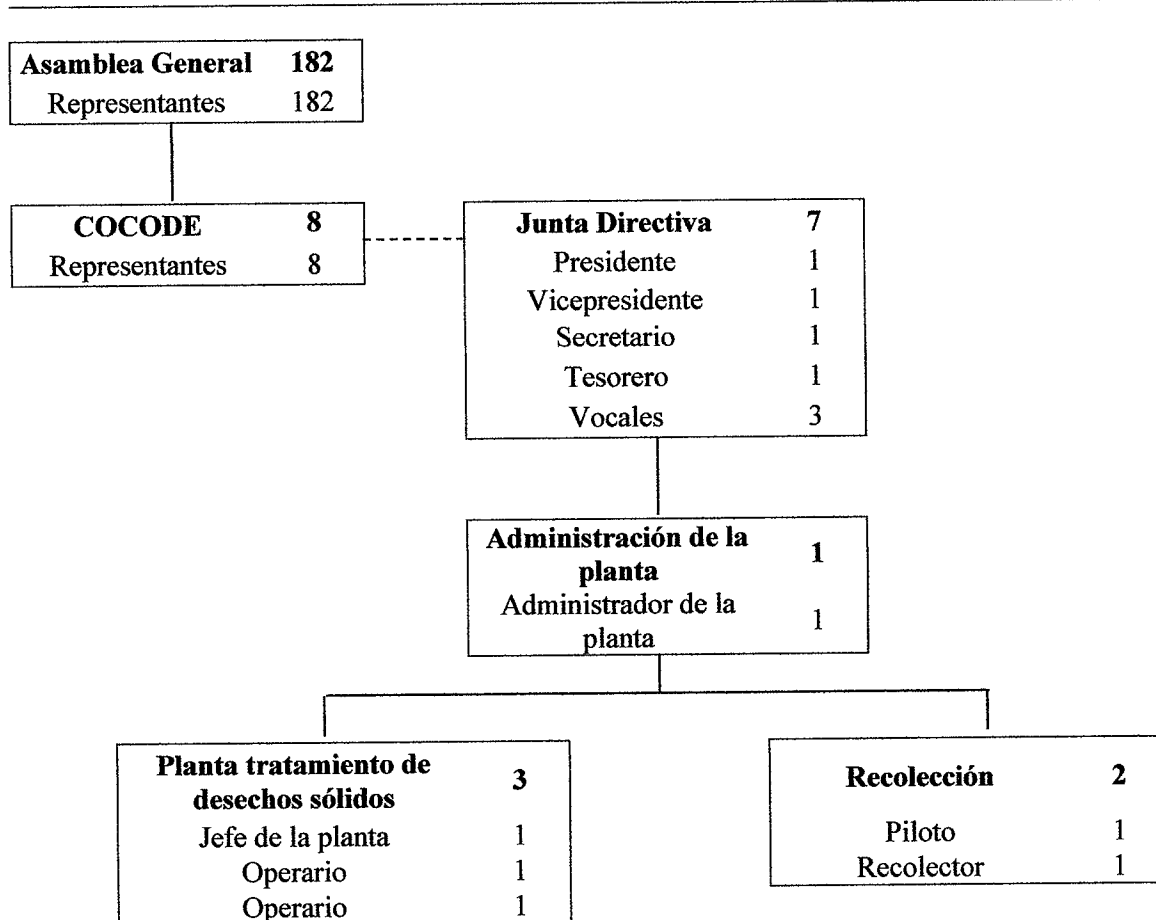 Asamblea General 182
Representantes 182
COCODE 8
Representantes 8
Junta Directiva 7
Presidente 1
Vicepresidente 1
Secretario 1
Tesorero 1
Vocales 3
Administración de la
planta 1
Administrador de la
planta 1
Planta tratamiento de
desechos sólidos 3
Jefe de la planta 1
Operario 1
Operario 1
Recolección 2
Piloto 1
Recolector 1